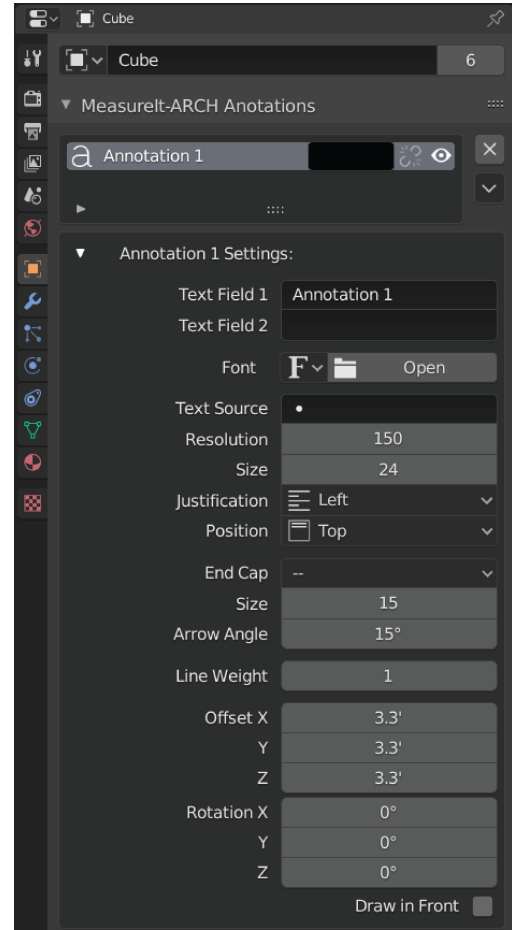 Cube
Cube 6
MeasureIt-ARCH Anotations
a Annotation 1
Annotation 1 Settings:
Text Field 1 Annotation 1
Text Field 2
Font F Open
Text Source •
Resolution 150
Size 24
Justification Left
Position Top
End Cap --
Size 15
Arrow Angle 15°
Line Weight 1
Offset X 3.3'
Y 3.3'
Z 3.3'
Rotation X 0°
Y 0°
Z 0°
Draw in Front